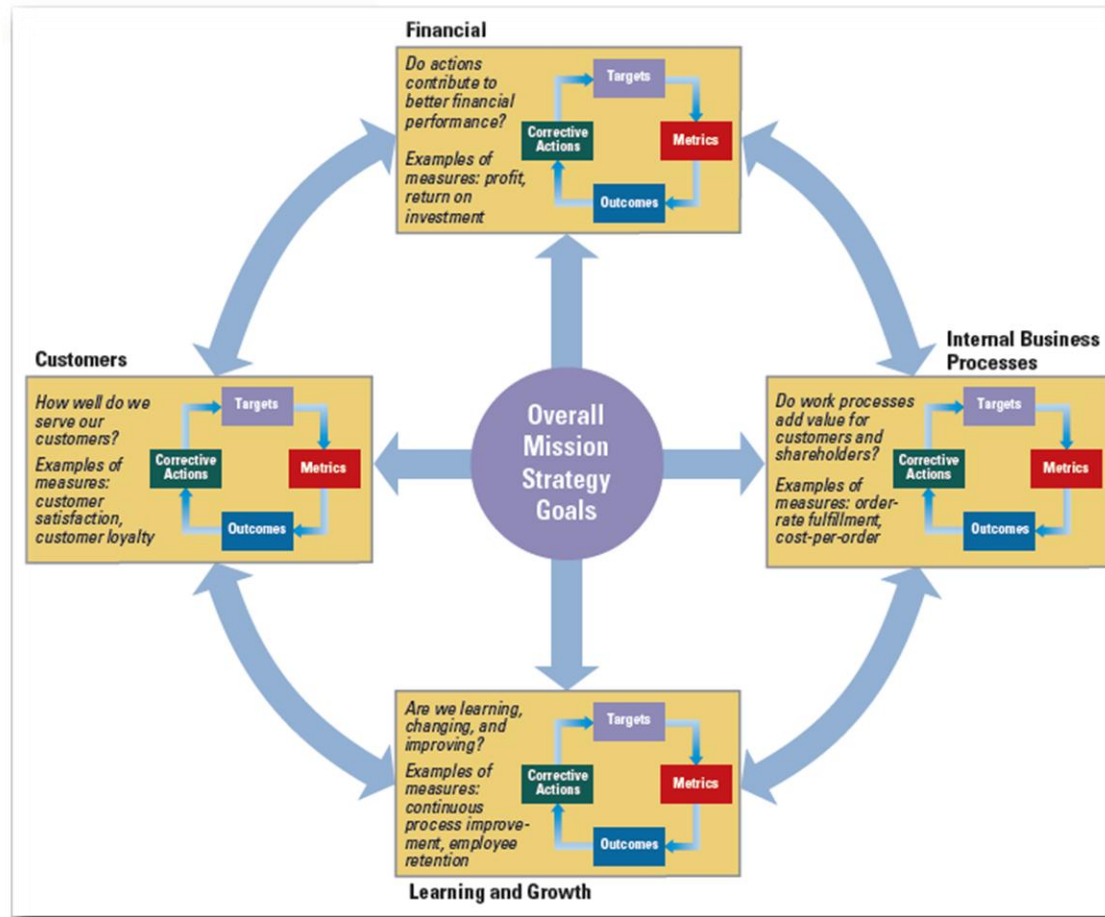 Financial
Do actions
contribute to
better financial
performance?
Examples of
measures: profit,
return on
investment
Targets
Metrics
Outcomes
Corrective
Actions
Customers
How well do we
serve our
customers?
Examples of
measures:
customer
satisfaction,
customer loyalty
Targets
Metrics
Outcomes
Corrective
Actions
Overall
Mission
Strategy
Goals
Internal Business
Processes
Do work processes
add value for
customers and
shareholders?
Examples of
measures: order-
rate fulfillment,
cost-per-order
Targets
Metrics
Outcomes
Corrective
Actions
Are we learning,
changing, and
improving?
Examples of
measures:
continuous
process improve-
ment, employee
retention
Targets
Metrics
Outcomes
Corrective
Actions
Learning and Growth